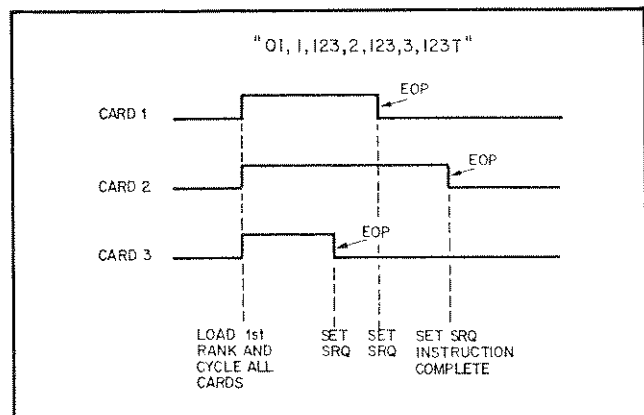 "OI, 1,123,2,123,3,123T"
EOP
CARD 1
EOP
CARD 2
EOP
CARD 3
LOAD 1st
RANK AND
CYCLE ALL
CARDS
SET
SRQ
SET
SRQ
SET SRQ
INSTRUCTION
COMPLETE